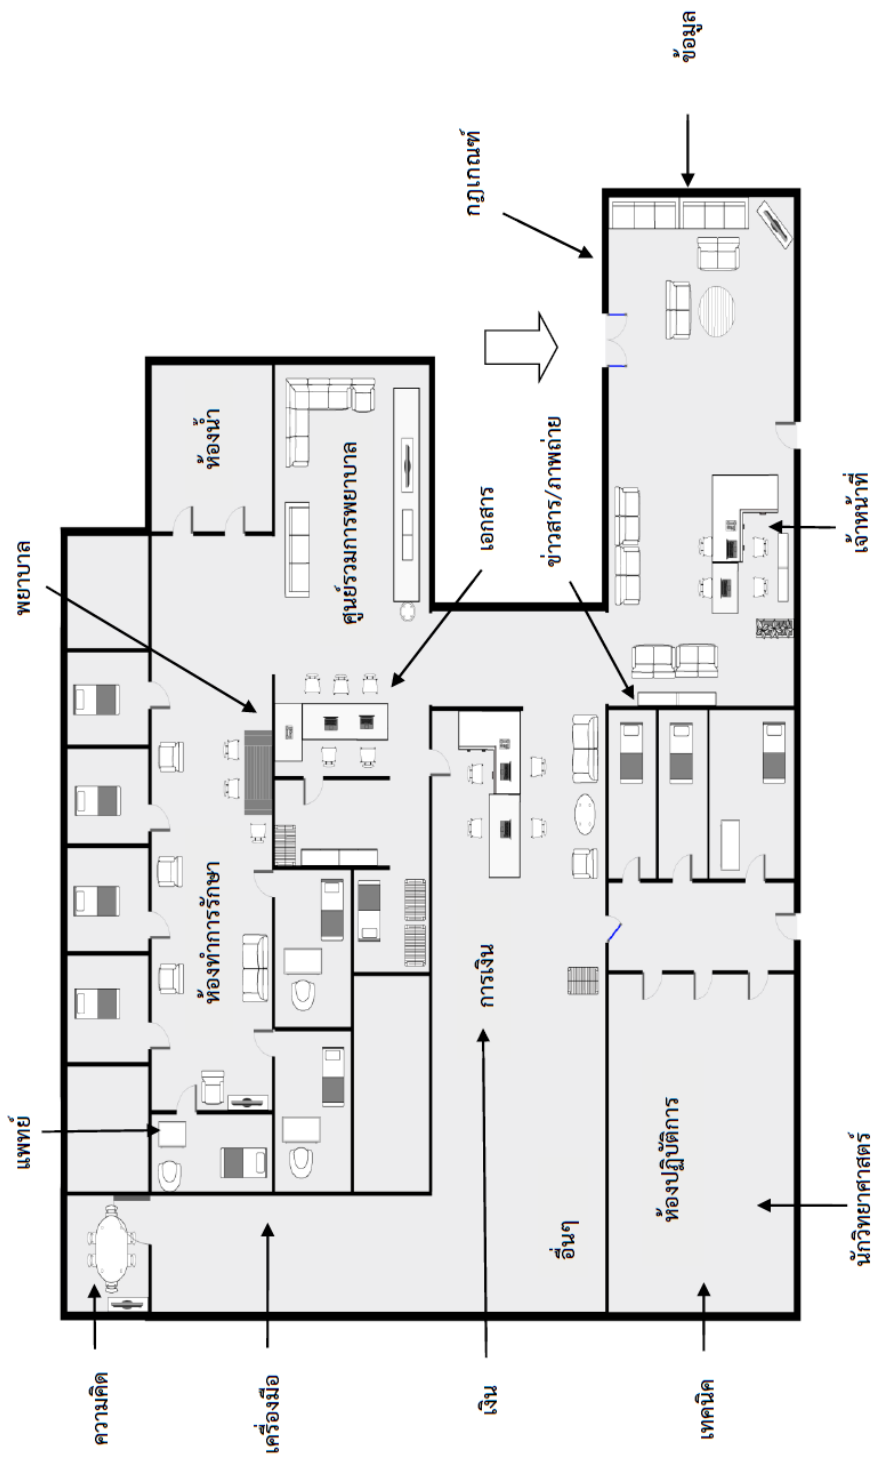 ข้อมูล
กฎเกณฑ์
เจ้าหน้าที่
ข่าวสาร/ภาพถ่าย
เอกสาร
ห้องน้ำ
ศูนย์รวมการพยาบาล
พยาบาล
ห้องทำการรักษา
การเงิน
แพทย์
ห้องปฏิบัติการ
นักวิทยาศาสตร์
อื่นๆ
ความคิด
เครื่องมือ
เงิน
เทคนิค